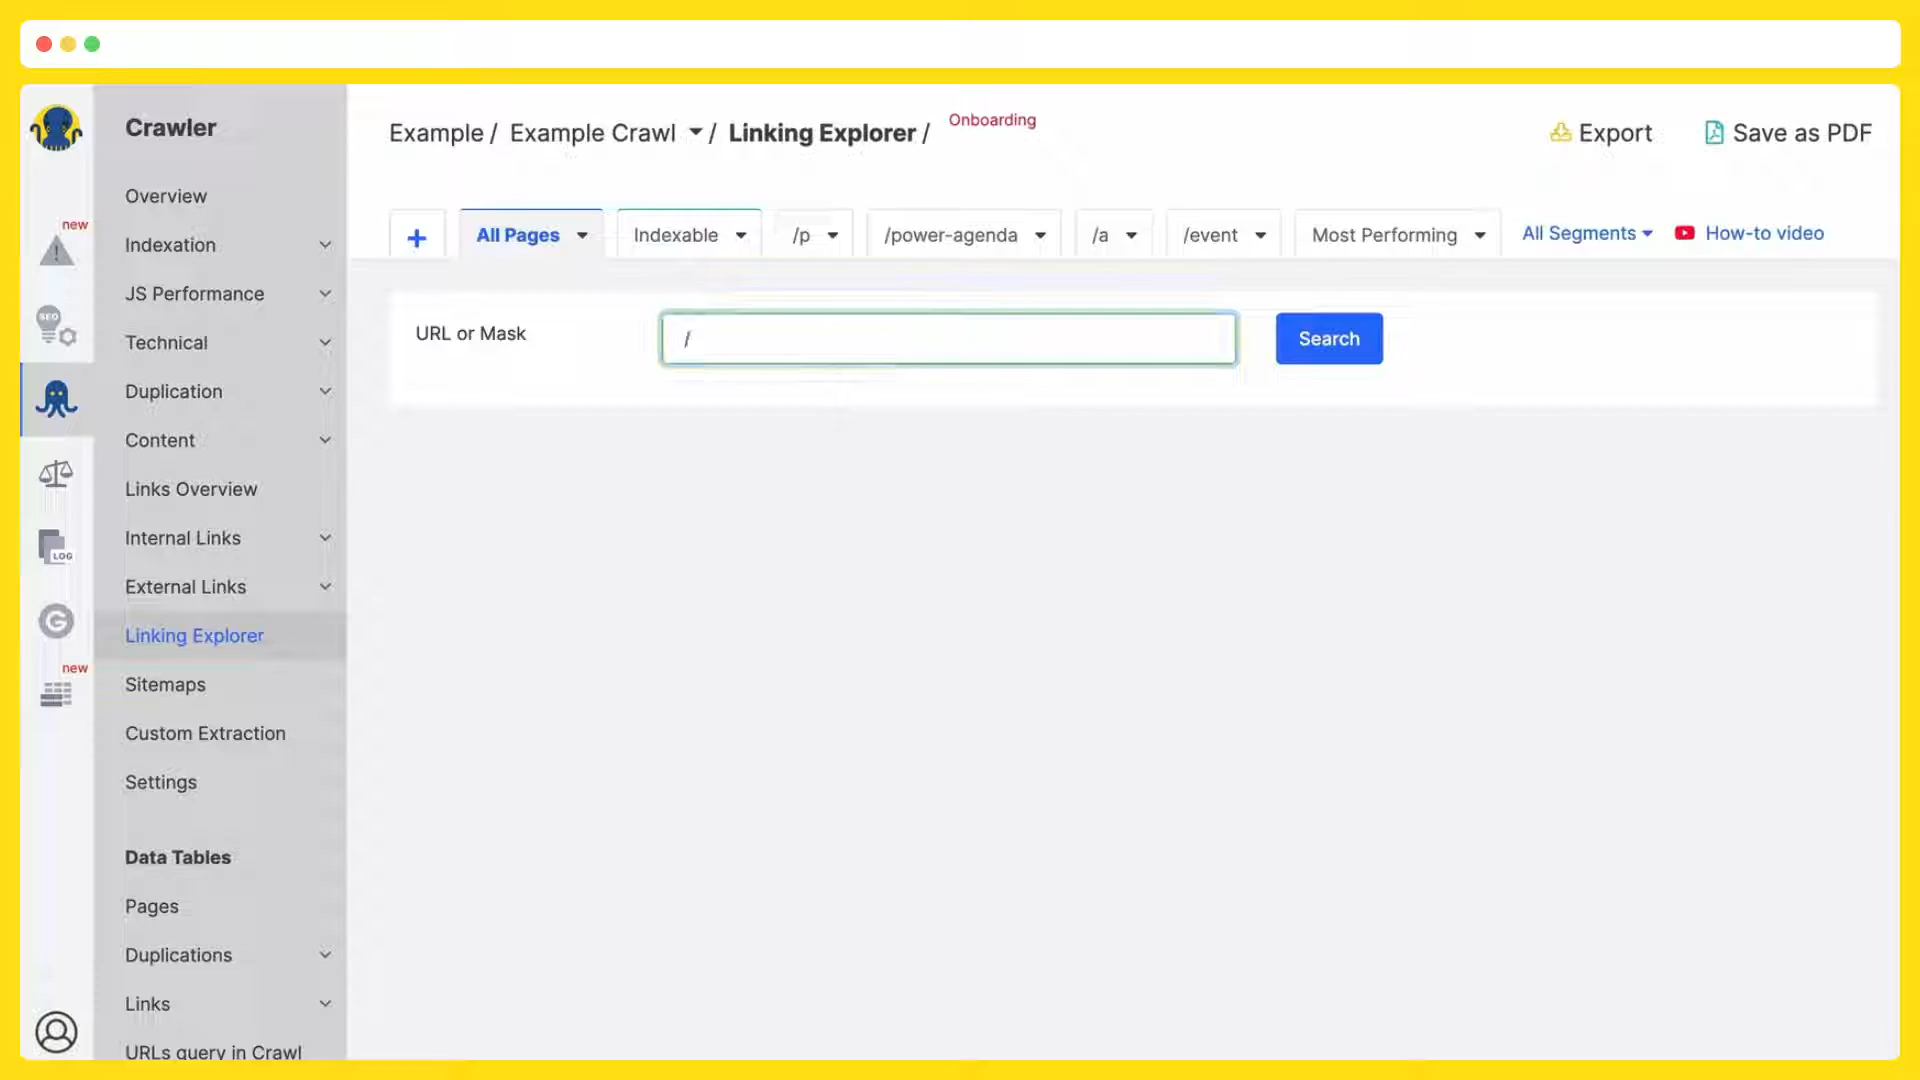 Crawler
Example / Example Crawl / Linking Explorer / Onboarding
Export
Save as PDF
Overview
new
Indexation
JS Performance
SEO
Technical
Duplication
Content
Links Overview
Internal Links
LOG
External Links
G
Linking Explorer
new
Sitemaps
Custom Extraction
Settings
Data Tables
Pages
Duplications
Links
URLs query in Crawl
+ All Pages Indexable /p /power-agenda /a /event Most Performing All Segments How-to video
URL or Mask / Search